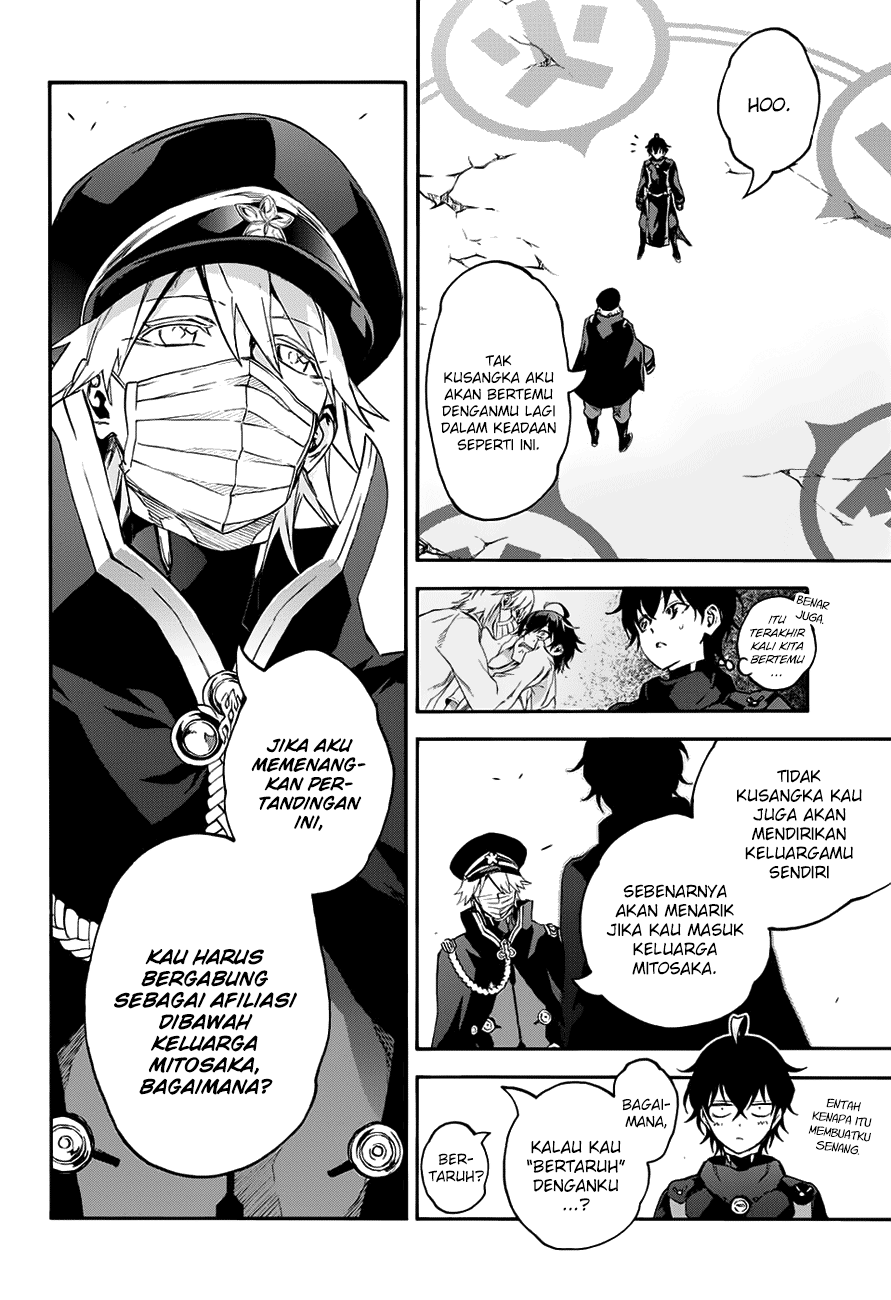 HOO.
TAK
KUSANGKA AKU
AKAN BERTEMU
DENGANMU LAGI
DALAM KEADAAN
SEPERTI INI.
BENAR
JUGA.
ITU
TERAKHIR
KALI KITA
BERTEMU
...
TIDAK
KUSANGKA KAU
JUGA AKAN
MENDIRIKAN
KELUARGAMU
SENDIRI
SEBENARNYA
AKAN MENARIK
JIKA KAU MASUK
KELUARGA
MITOSAKA.
ENTAH
KENAPA ITU
MEMBUATKU
SENANG.
BAGAI-
MANA,
KALAU KAU
"BERTARUH"
DENGANKU
...?
BER-
TARUH?
JIKA AKU
MEMENANG-
KAN PER-
TANDINGAN
INI,
KAU HARUS
BERGABUNG
SEBAGAI AFILIASI
DIBAWAH
KELUARGA
MITOSAKA,
BAGAIMANA?